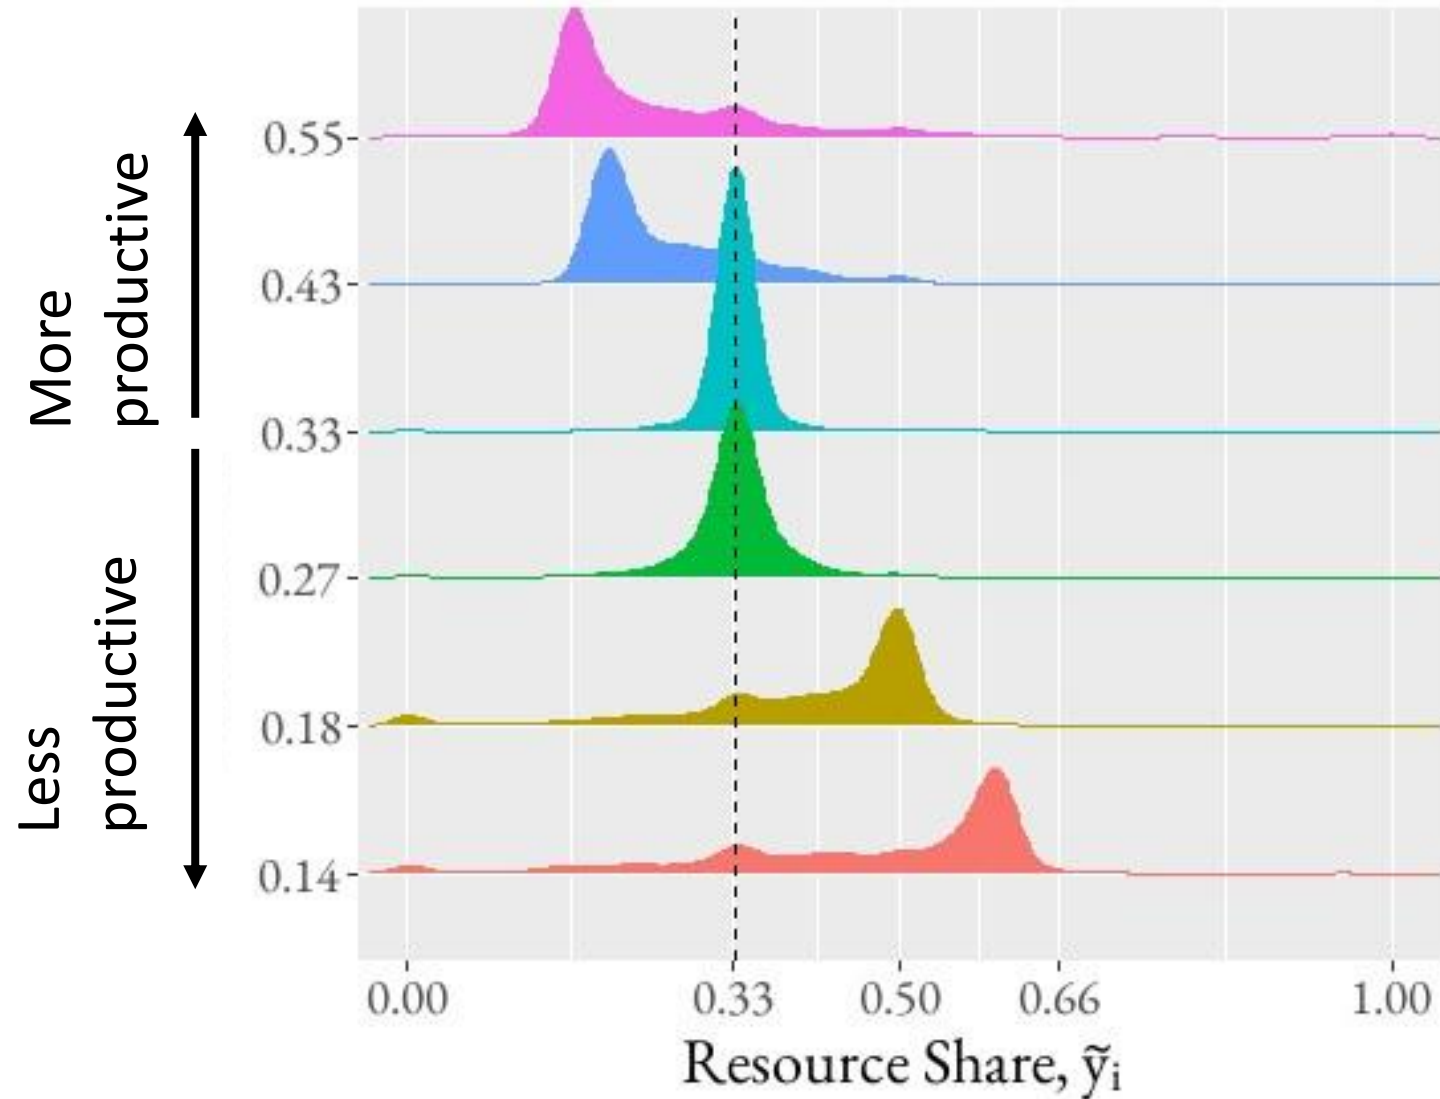 More
productive
Less
productive
0.55
0.43
0.33
0.27
0.18
0.14
0.00 0.33 0.50 0.66 1.00
Resource Share, ỹᵢ